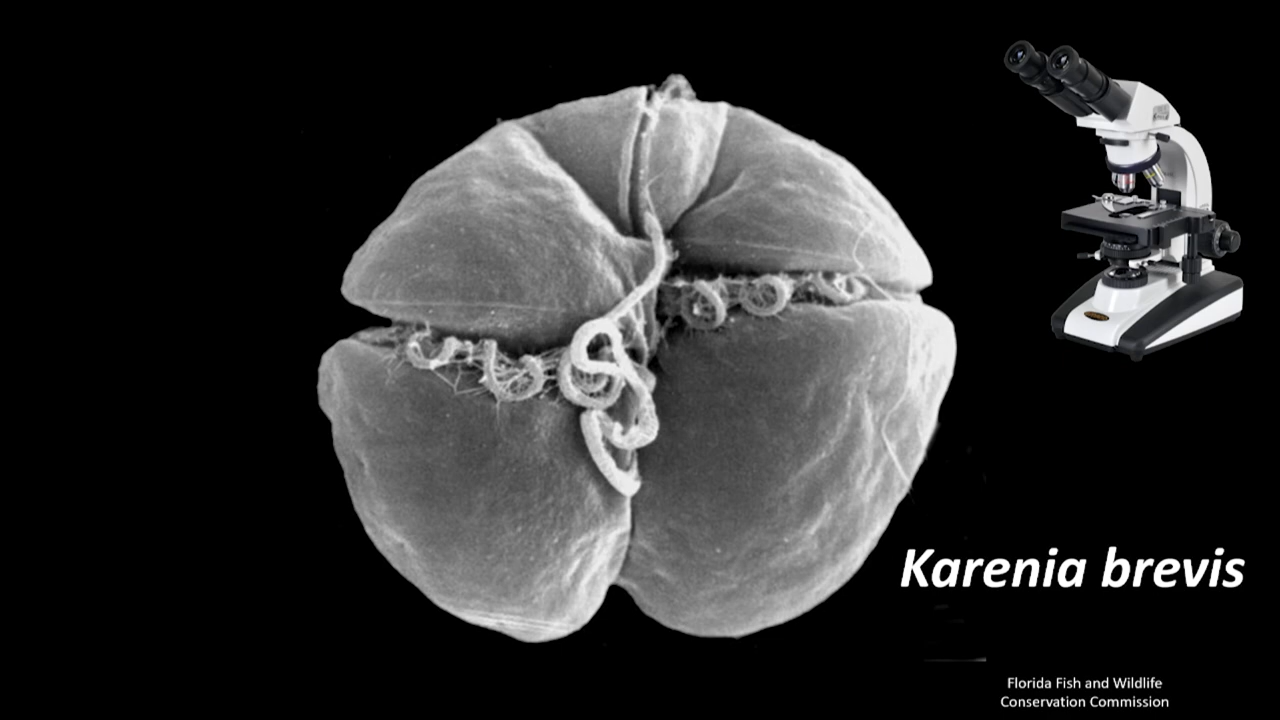 Karenia brevis
Florida Fish and Wildlife
Conservation Commission